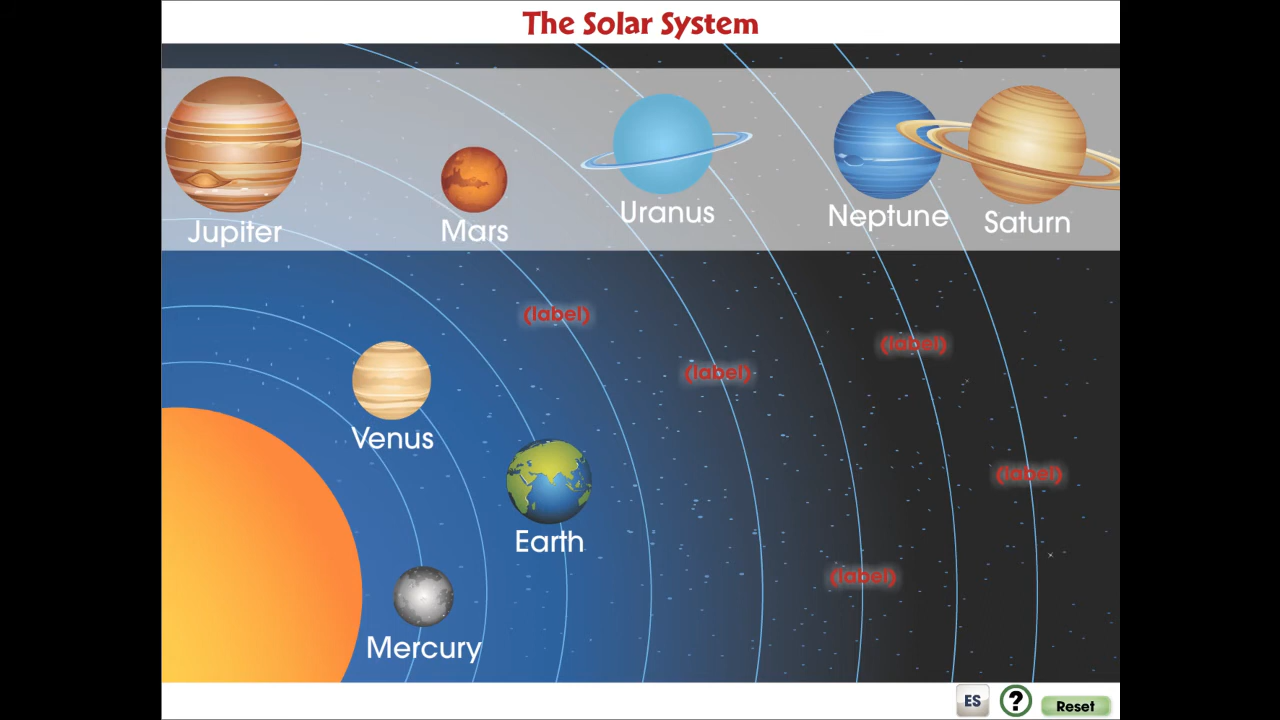 The Solar System
Jupiter
Mars
Uranus
Neptune
Saturn
(label)
(label)
(label)
Venus
(label)
Earth
(label)
Mercury
ES
?
Reset